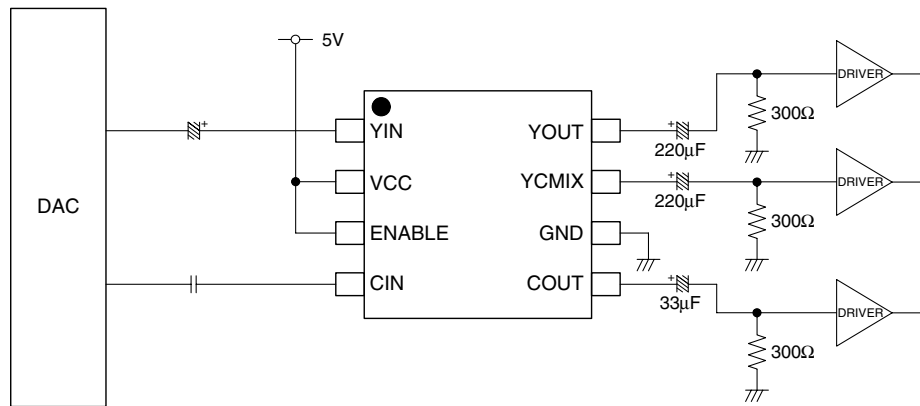 5V
DRIVER
300Ω
YIN
YOUT
+
+
220µF
VCC
YCMIX
+
220µF
DRIVER
300Ω
DAC
ENABLE
GND
CIN
COUT
+
33µF
DRIVER
300Ω